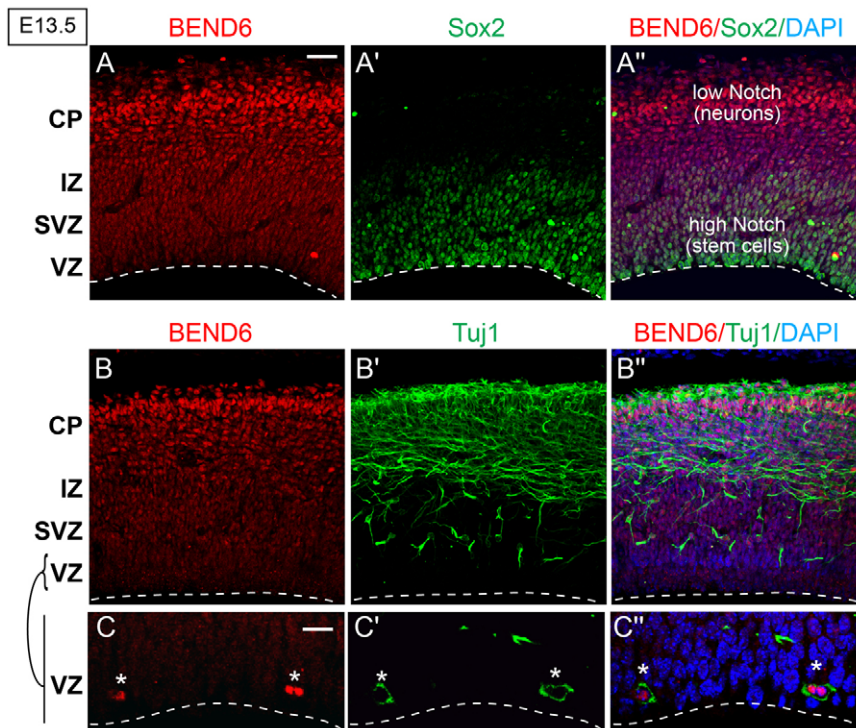 E13.5
BEND6 Sox2 BEND6/Sox2/DAPI
A A' A"
low Notch
(neurons)
CP
IZ
SVZ
high Notch
(stem cells)
VZ
BEND6 Tuj1 BEND6/Tuj1/DAPI
B B' B"
CP
IZ
SVZ
VZ
C C' C"
* * * * * *
VZ